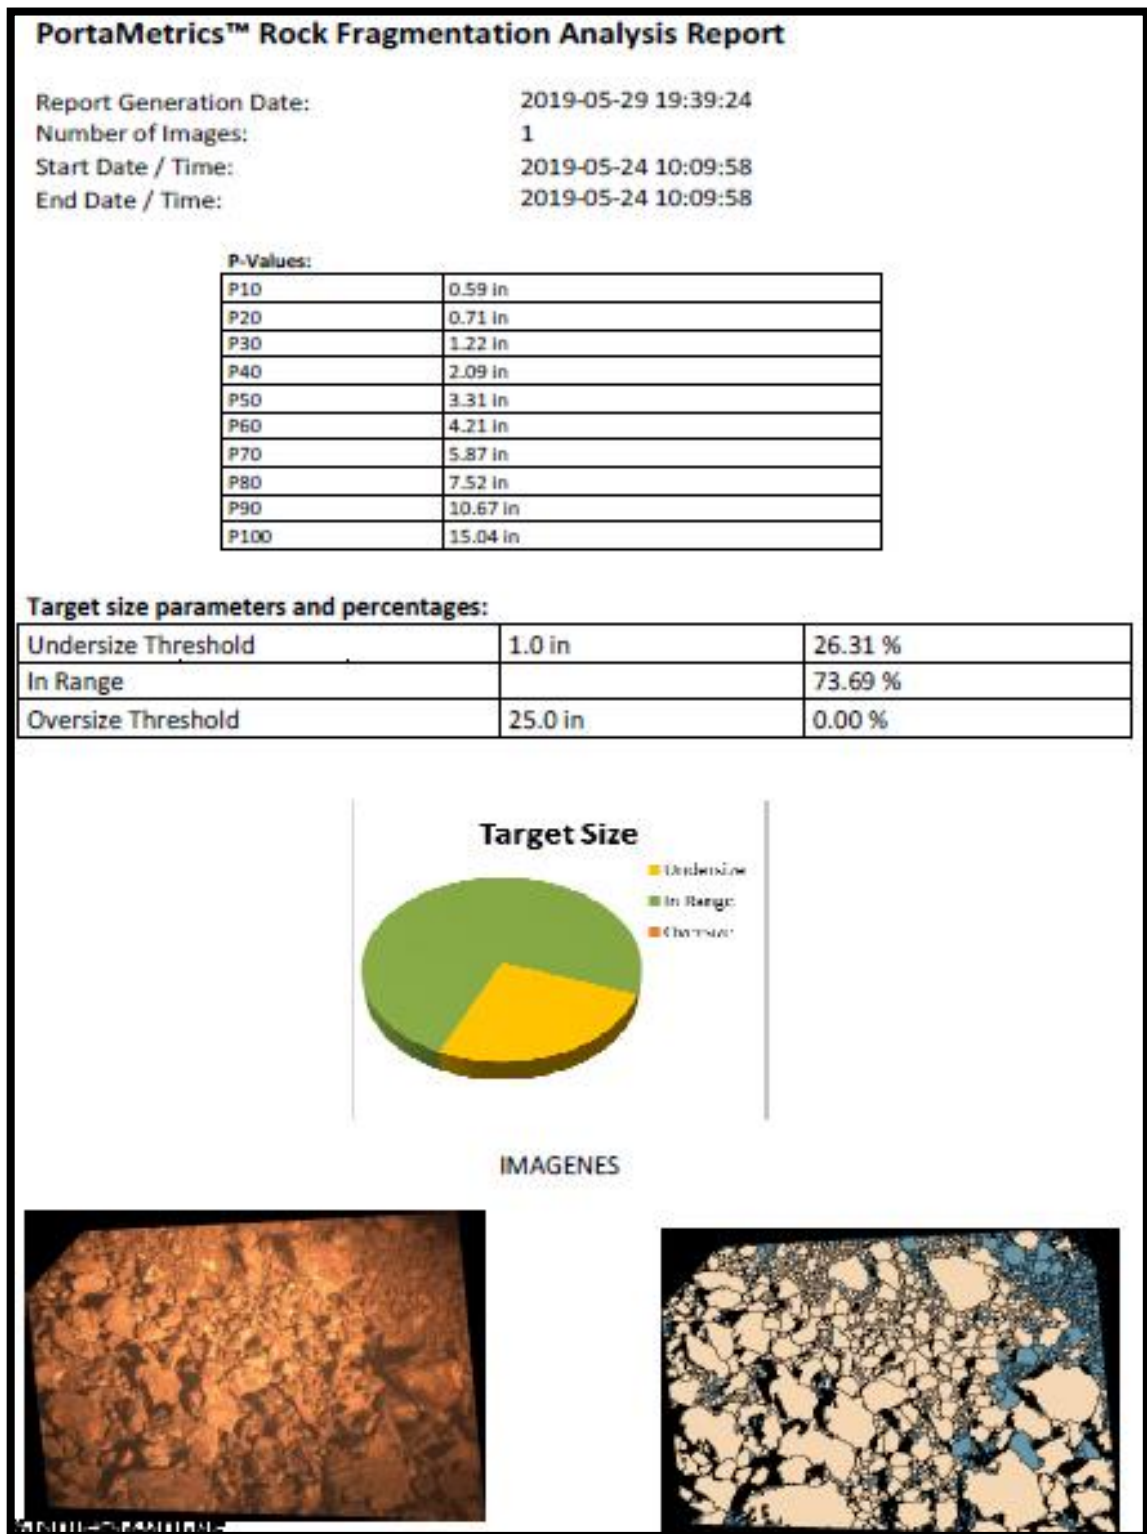 PortaMetrics™ Rock Fragmentation Analysis Report
Report Generation Date: 2019-05-29 19:39:24
Number of Images: 1
Start Date / Time: 2019-05-24 10:09:58
End Date / Time: 2019-05-24 10:09:58
P-Values:
P10 0.59 in
P20 0.71 in
P30 1.22 in
P40 2.09 in
P50 3.31 in
P60 4.21 in
P70 5.87 in
P80 7.52 in
P90 10.67 in
P100 15.04 in
Target size parameters and percentages:
Undersize Threshold 1.0 in 26.31 %
In Range 73.69 %
Oversize Threshold 25.0 in 0.00 %
Target Size
Undersize
In Range
Oversize
IMAGENES